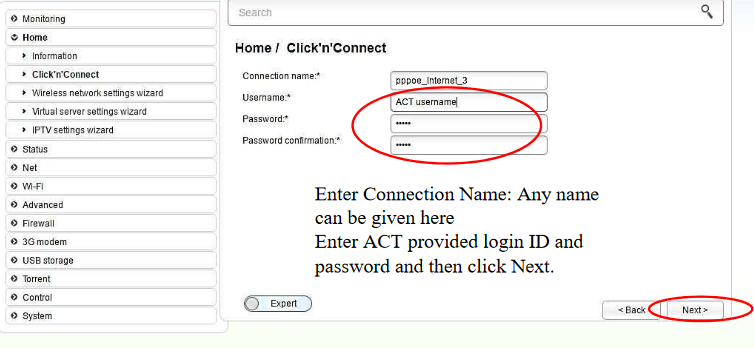 Monitoring
Home
Information
Click'n'Connect
Wireless network settings wizard
Virtual server settings wizard
IPTV settings wizard
Status
Net
Wi-Fi
Advanced
Firewall
3G modem
USB storage
Torrent
Control
System
Search
Home / Click'n'Connect
Connection name:* pppoe_Internet_3
Username:* ACT username
Password:* •••••
Password confirmation:* •••••
Enter Connection Name: Any name
can be given here
Enter ACT provided login ID and
password and then click Next.
Expert
< Back Next >